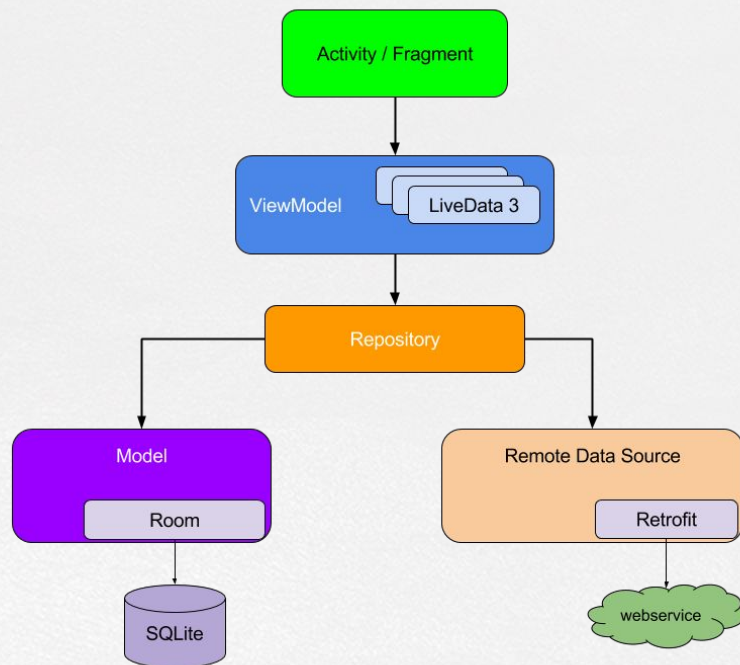 Activity / Fragment
ViewModel
LiveData 3
Repository
Model
Room
SQLite
Remote Data Source
Retrofit
webservice